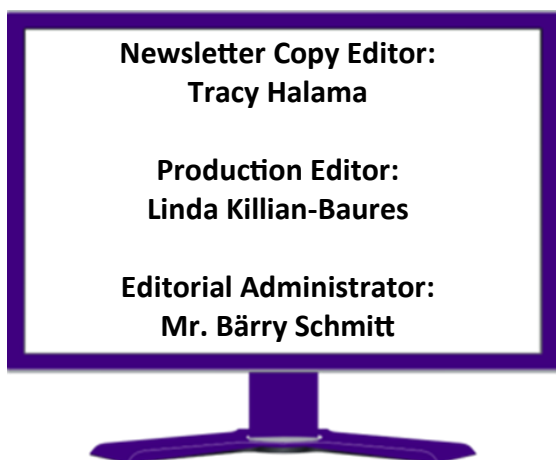 Newsletter Copy Editor:
Tracy Halama
Production Editor:
Linda Killian-Baures
Editorial Administrator:
Mr. Bärry Schmitt